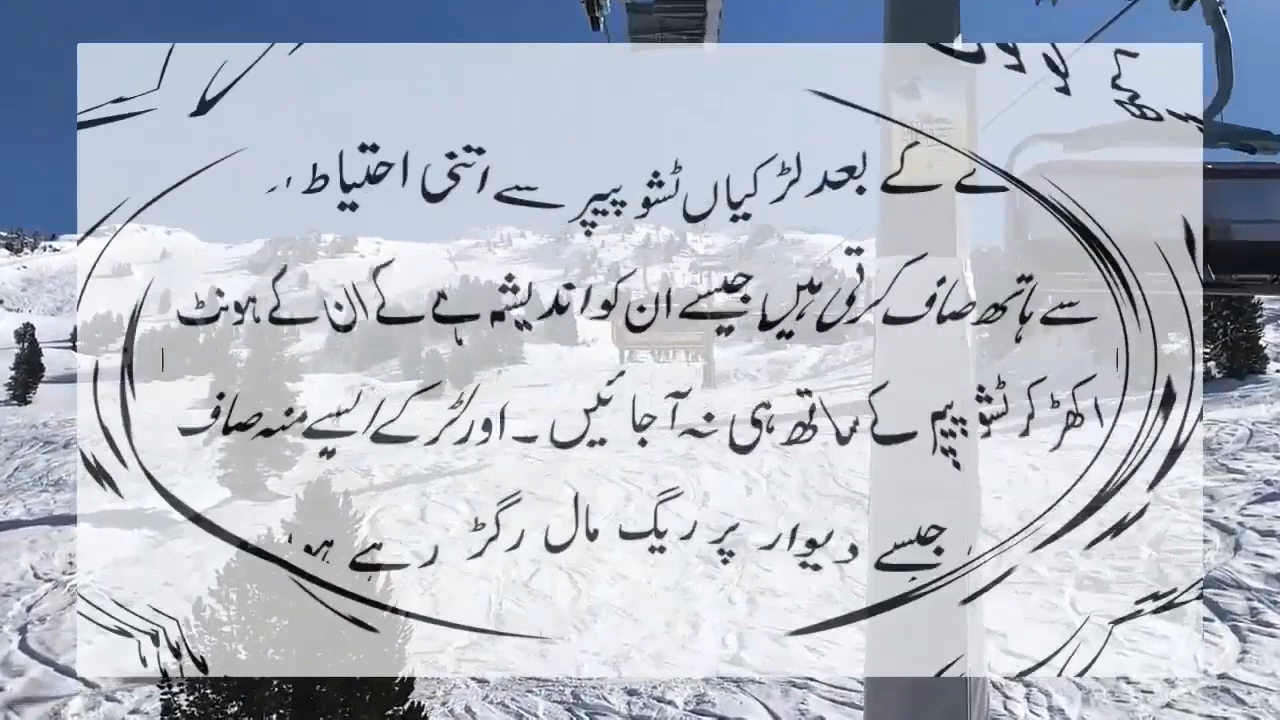 کے بعد لڑکیاں ٹشو پیپر سے اتنی احتیاط
سے ہاتھ صاف کرتی ہیں جیسے ان کو اندیشہ ہے کے ان کے ہونٹ
اکھڑ کر ٹشو پیپر کے ساتھ ہی نہ آ جائیں ۔ اور لڑکے ایسے منہ صاف
جیسے دیوار پر ریگ مال رگڑ رہے